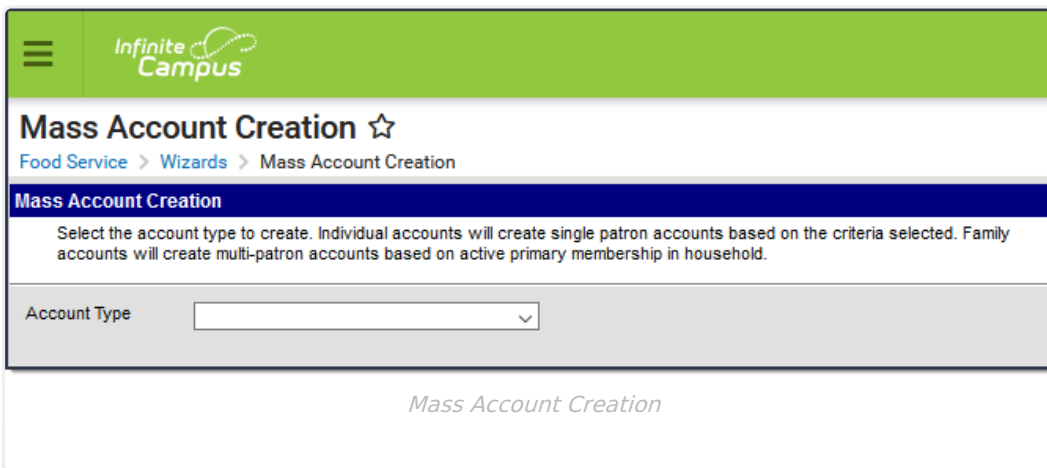 Infinite
Campus
Mass Account Creation
Food Service > Wizards > Mass Account Creation
Mass Account Creation
Select the account type to create. Individual accounts will create single patron accounts based on the criteria selected. Family
accounts will create multi-patron accounts based on active primary membership in household.
Account Type
Mass Account Creation